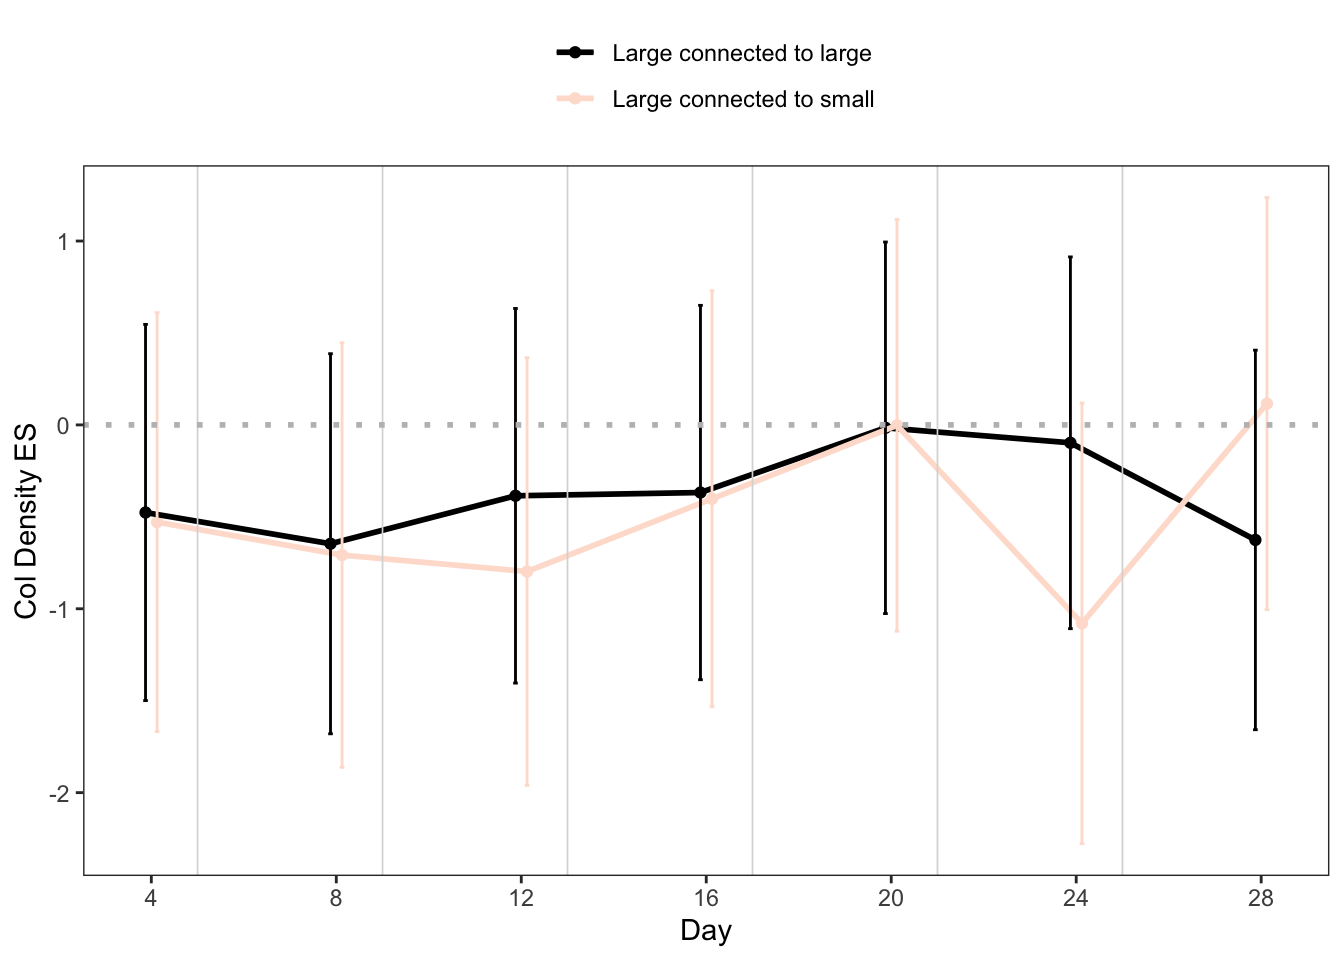 Large connected to large
Large connected to small
1
0
-1
-2
Col Density ES
4 8 12 16 20 24 28
Day